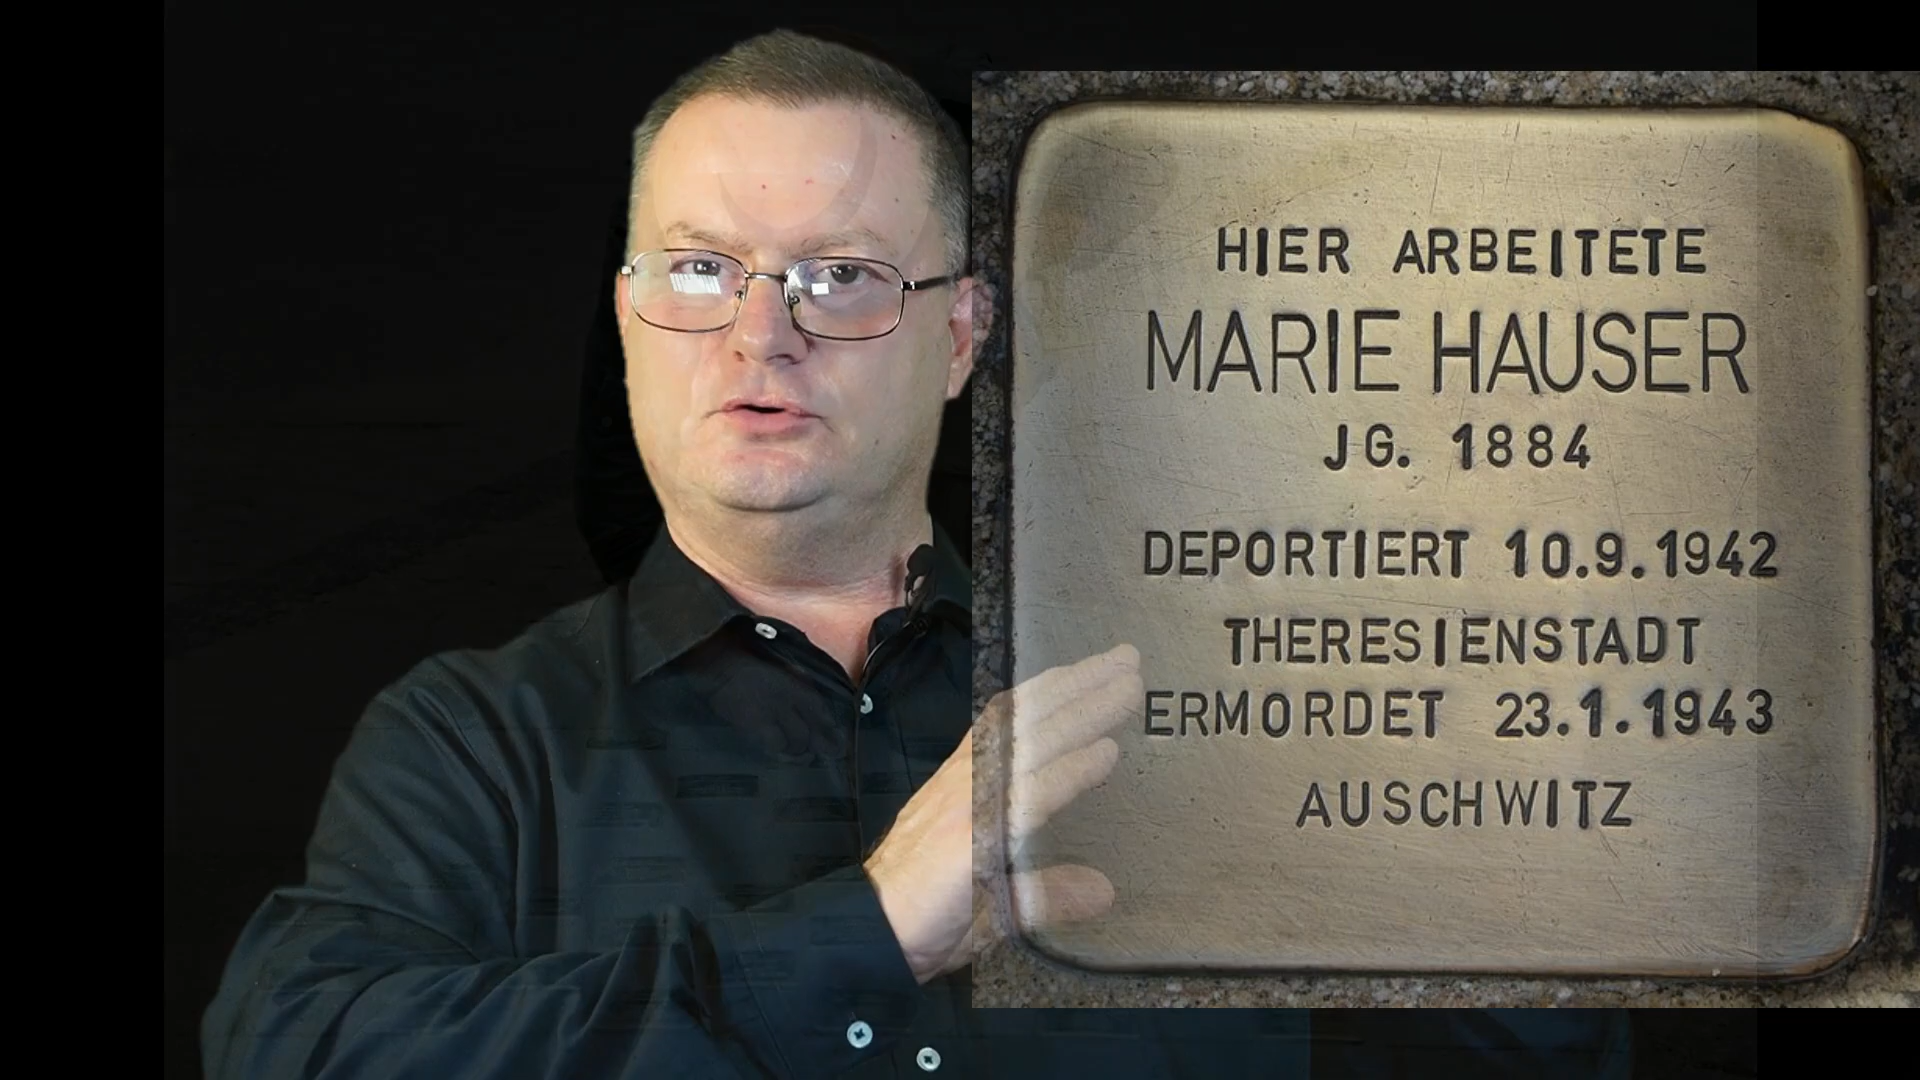 HIER ARBEITETE
MARIE HAUSER
JG. 1884
DEPORTIERT 10.9.1942
THERESIENSTADT
ERMORDET 23.1.1943
AUSCHWITZ